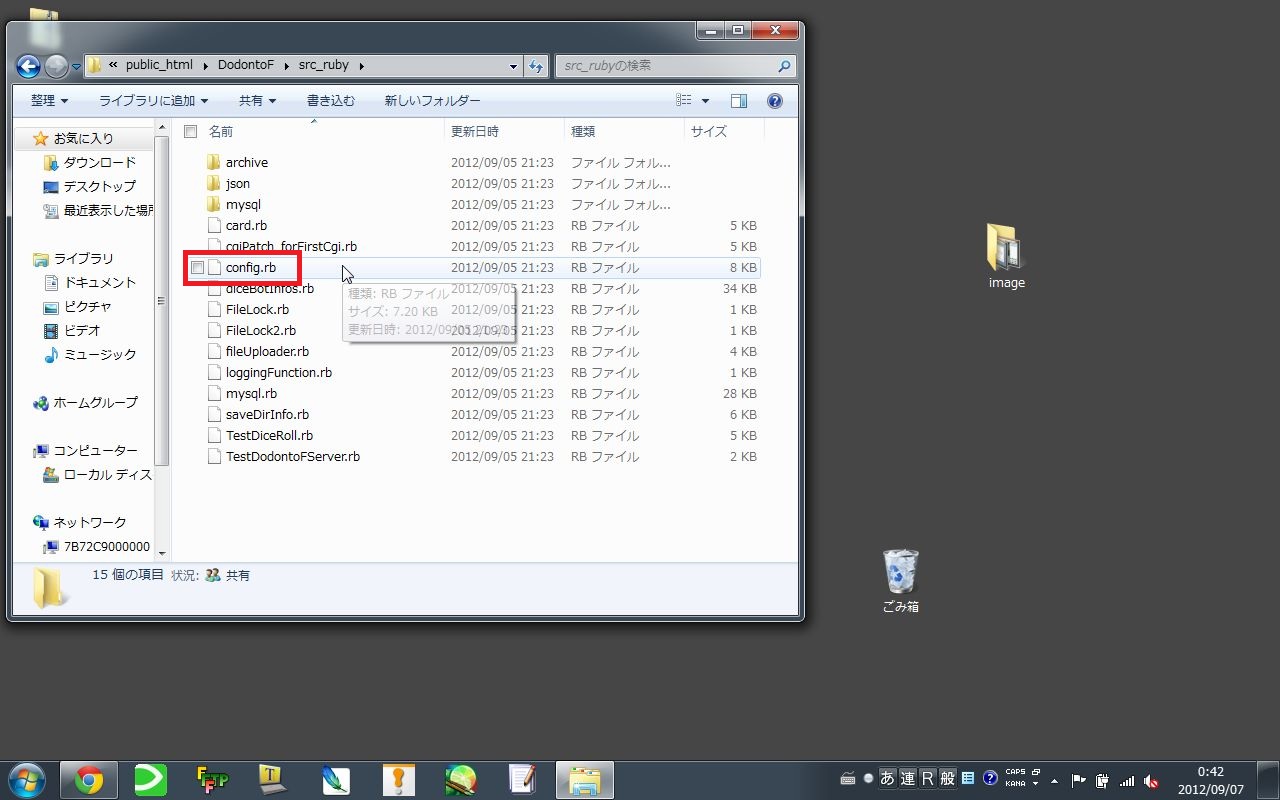 « public_html ▸ DodontoF ▸ src_ruby ▸
src_rubyの検索
整理 ライブラリに追加 共有 書き込む 新しいフォルダー
名前 更新日時 種類 サイズ
お気に入り
ダウンロード
デスクトップ
最近表示した場所
ライブラリ
ドキュメント
ピクチャ
ビデオ
ミュージック
ホームグループ
コンピューター
ローカル ディス
ネットワーク
7B72C9000000
archive 2012/09/05 21:23 ファイル フォル...
json 2012/09/05 21:23 ファイル フォル...
mysql 2012/09/05 21:23 ファイル フォル...
card.rb 2012/09/05 21:23 RB ファイル 5 KB
cgiPatch_forFirstCgi.rb 2012/09/05 21:23 RB ファイル 5 KB
config.rb 2012/09/05 21:23 RB ファイル 8 KB
diceBotInfos.rb 2012/09/05 21:23 RB ファイル 34 KB
FileLock.rb 2012/09/05 21:23 RB ファイル 1 KB
FileLock2.rb 2012/09/05 21:23 RB ファイル 1 KB
fileUploader.rb 2012/09/05 21:23 RB ファイル 4 KB
loggingFunction.rb 2012/09/05 21:23 RB ファイル 1 KB
mysql.rb 2012/09/05 21:23 RB ファイル 28 KB
saveDirInfo.rb 2012/09/05 21:23 RB ファイル 6 KB
TestDiceRoll.rb 2012/09/05 21:23 RB ファイル 5 KB
TestDodontoFServer.rb 2012/09/05 21:23 RB ファイル 2 KB
種類: RB ファイル
サイズ: 7.20 KB
更新日時: 2012/09/05 21:23
15 個の項目 状況: 共有
image
ごみ箱
FFFTP
あ 連 R 般
CAPS
KANA
0:42
2012/09/07